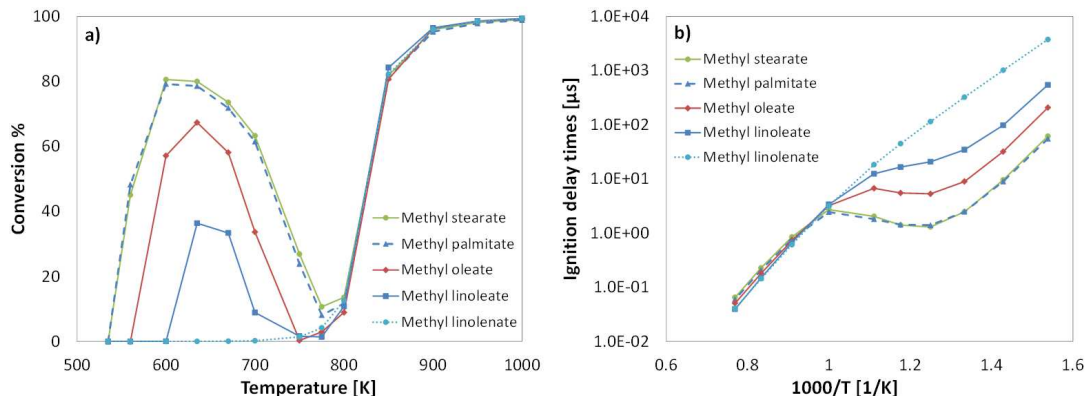 a)
Conversion %
100
80
60
40
20
0
500
600
700
800
900
1000
Temperature [K]
Methyl stearate
Methyl palmitate
Methyl oleate
Methyl linoleate
Methyl linolenate
b)
Ignition delay times [µs]
1.0E+04
1.0E+03
1.0E+02
1.0E+01
1.0E+00
1.0E-01
1.0E-02
0.6
0.8
1
1.2
1.4
1.6
1000/T [1/K]
Methyl stearate
Methyl palmitate
Methyl oleate
Methyl linoleate
Methyl linolenate